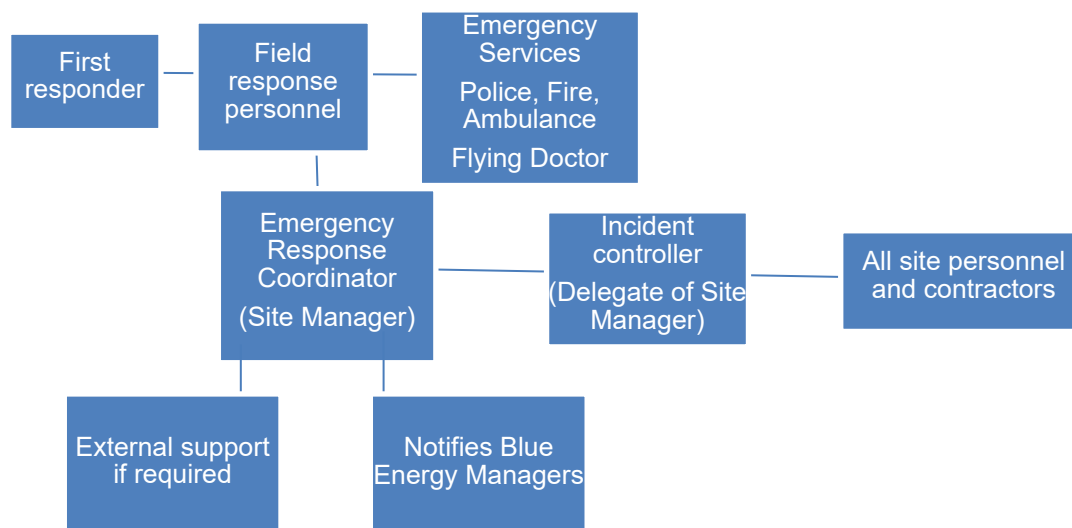 First
responder
Field
response
personnel
Emergency
Services
Police, Fire,
Ambulance
Flying Doctor
Emergency
Response
Coordinator
(Site Manager)
Incident
controller
(Delegate of Site
Manager)
All site personnel
and contractors
External support
if required
Notifies Blue
Energy Managers